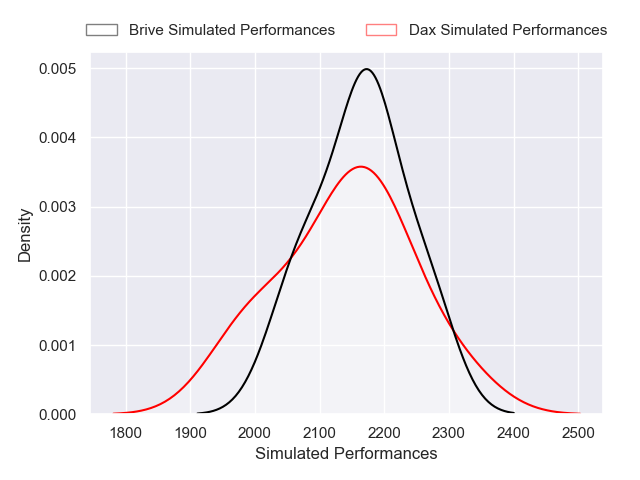 Brive Simulated Performances
Dax Simulated Performances
0.005
0.004
0.003
0.002
0.001
0.000
Density
1800 1900 2000 2100 2200 2300 2400 2500
Simulated Performances